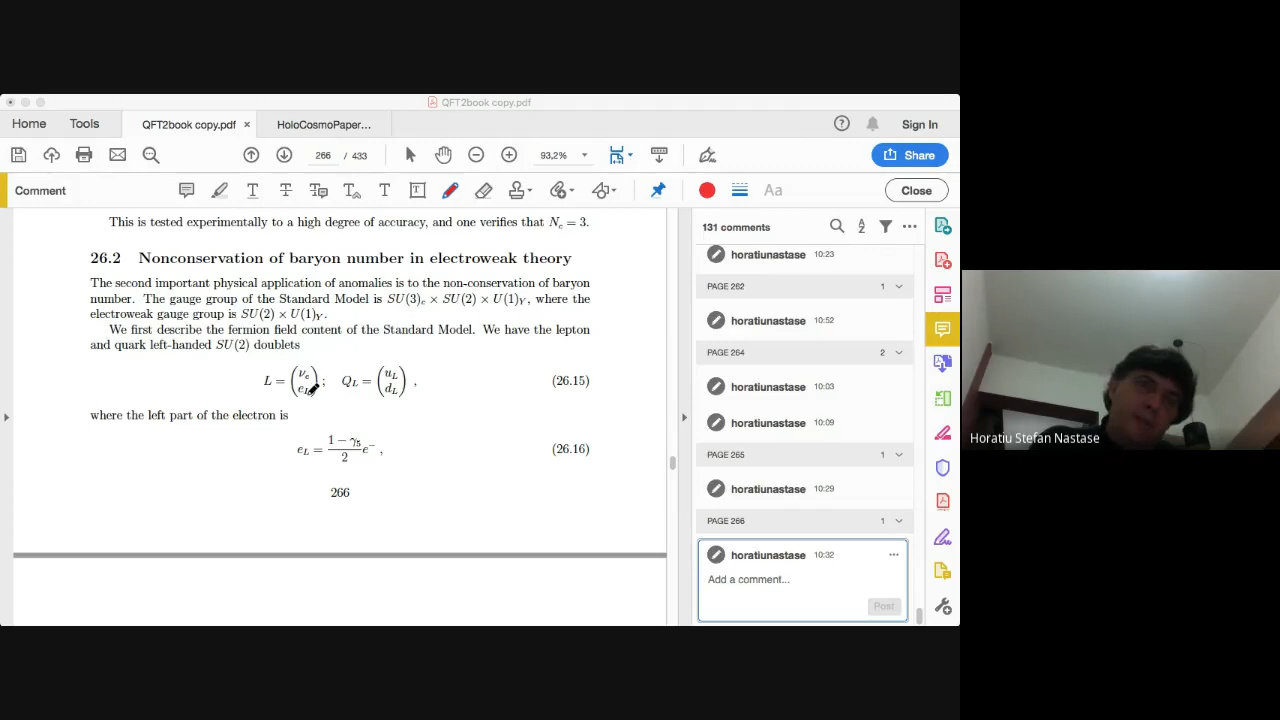 QFT2book copy.pdf
Home Tools QFT2book copy.pdf × HoloCosmoPaper... Sign In
266 / 433 93,2% Share
Comment Aa Close
This is tested experimentally to a high degree of accuracy, and one verifies that N_c = 3.
26.2 Nonconservation of baryon number in electroweak theory
The second important physical application of anomalies is to the non-conservation of baryon
number. The gauge group of the Standard Model is SU(3)_c × SU(2) × U(1)_Y, where the
electroweak gauge group is SU(2) × U(1)_Y.
We first describe the fermion field content of the Standard Model. We have the lepton
and quark left-handed SU(2) doublets
L = (ν_e e_L) ; Q_L = (u_L d_L) , (26.15)
where the left part of the electron is
e_L = 1 − γ_5 / 2 e^− , (26.16)
266
131 comments
horatiunastase 10:23
PAGE 262 1
horatiunastase 10:52
PAGE 264 2
horatiunastase 10:03
horatiunastase 10:09
PAGE 265 1
horatiunastase 10:29
PAGE 266 1
horatiunastase 10:32
Add a comment...
Post
Horatiu Stefan Nastase